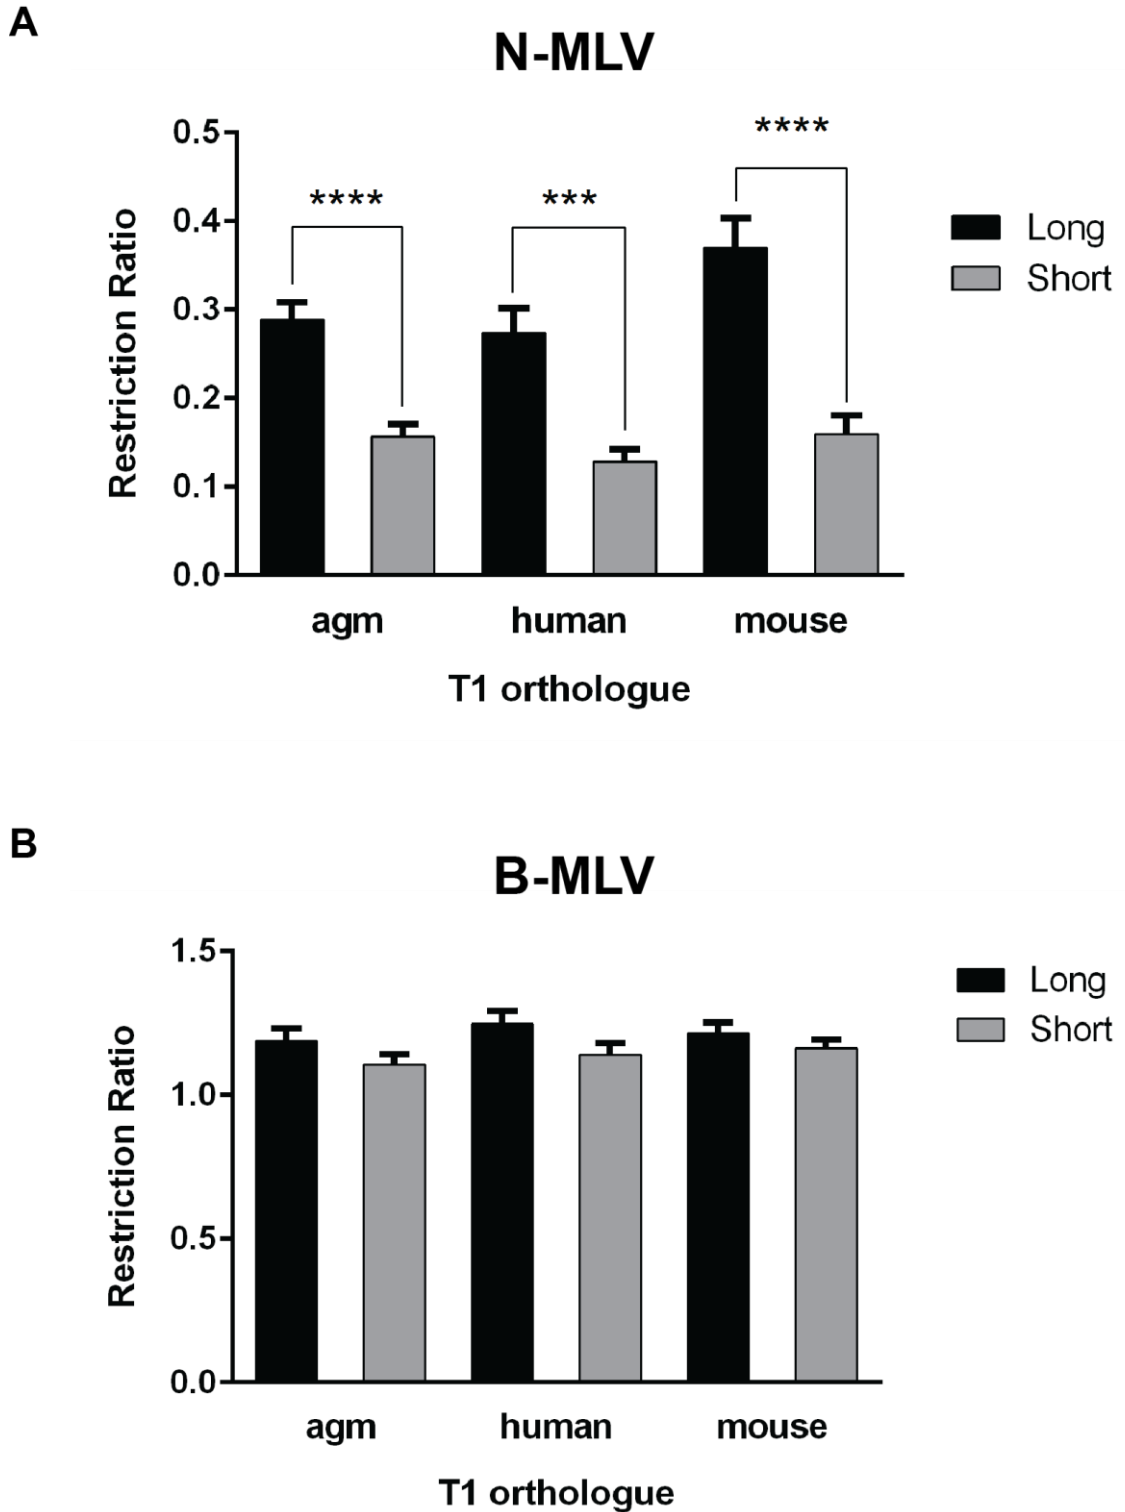 A
N-MLV
0.5
0.4
0.3
0.2
0.1
0.0
Restriction Ratio
****
***
****
Long
Short
agm human mouse
T1 orthologue
B
B-MLV
1.5
1.0
0.5
0.0
Restriction Ratio
Long
Short
agm human mouse
T1 orthologue